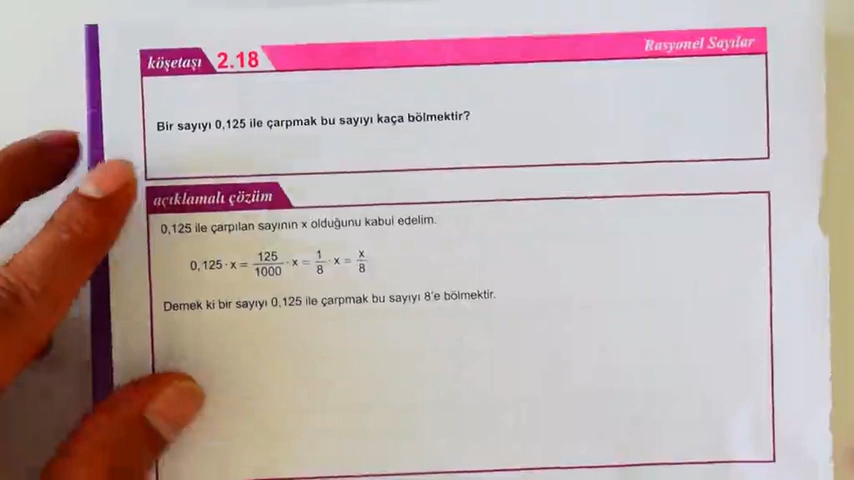 köşetaşı 2.18 Rasyonel Sayılar
Bir sayıyı 0,125 ile çarpmak bu sayıyı kaça bölmektir?
açıklamalı çözüm
0,125 ile çarpılan sayının x olduğunu kabul edelim.
0,125 · x = 125/1000 · x = 1/8 · x = x/8
Demek ki bir sayıyı 0,125 ile çarpmak bu sayıyı 8'e bölmektir.